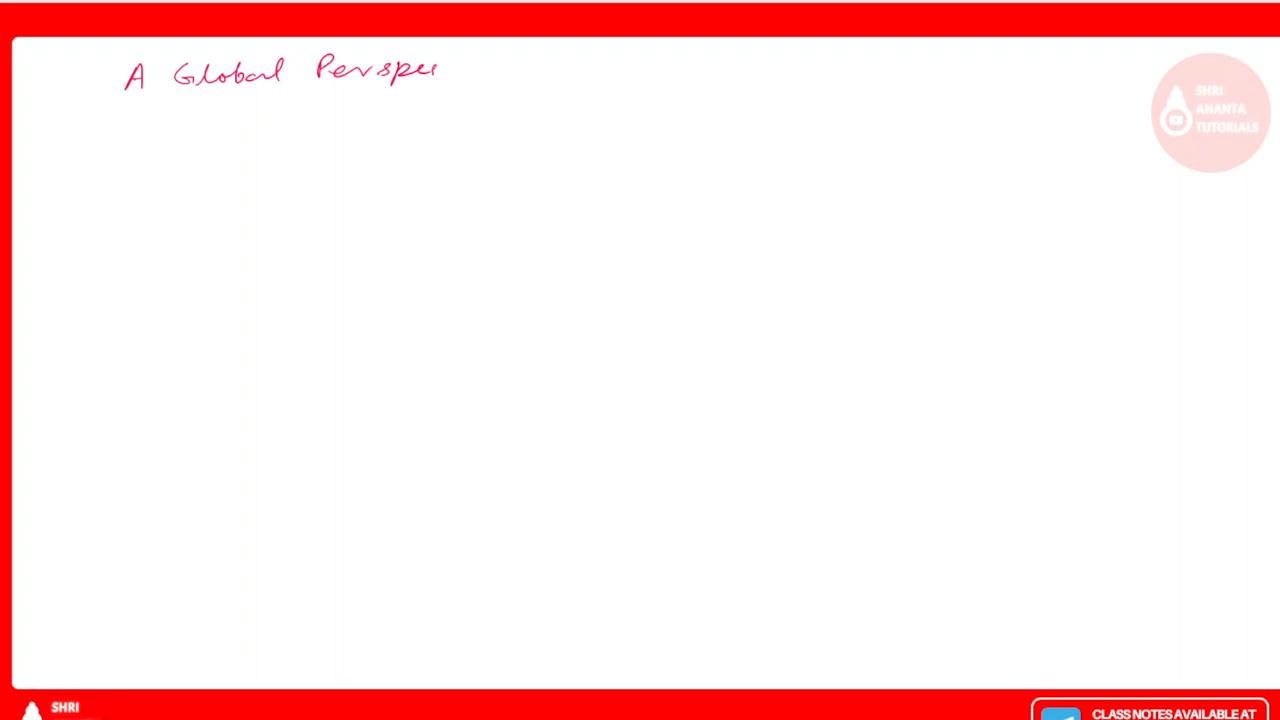 A Global Perspe
SHRI
ANANTA
TUTORIALS
SHRI
CLASS NOTES AVAILABLE AT